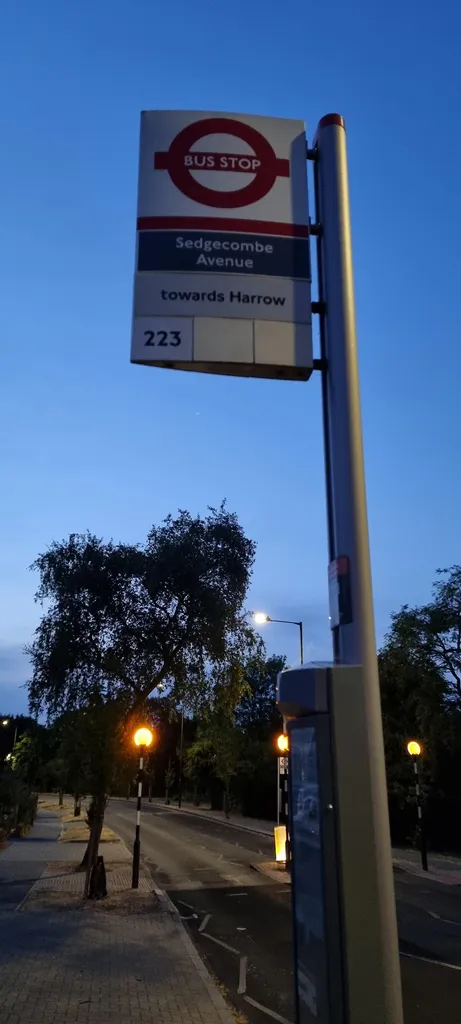 BUS STOP
Sedgecombe
Avenue
towards Harrow
223